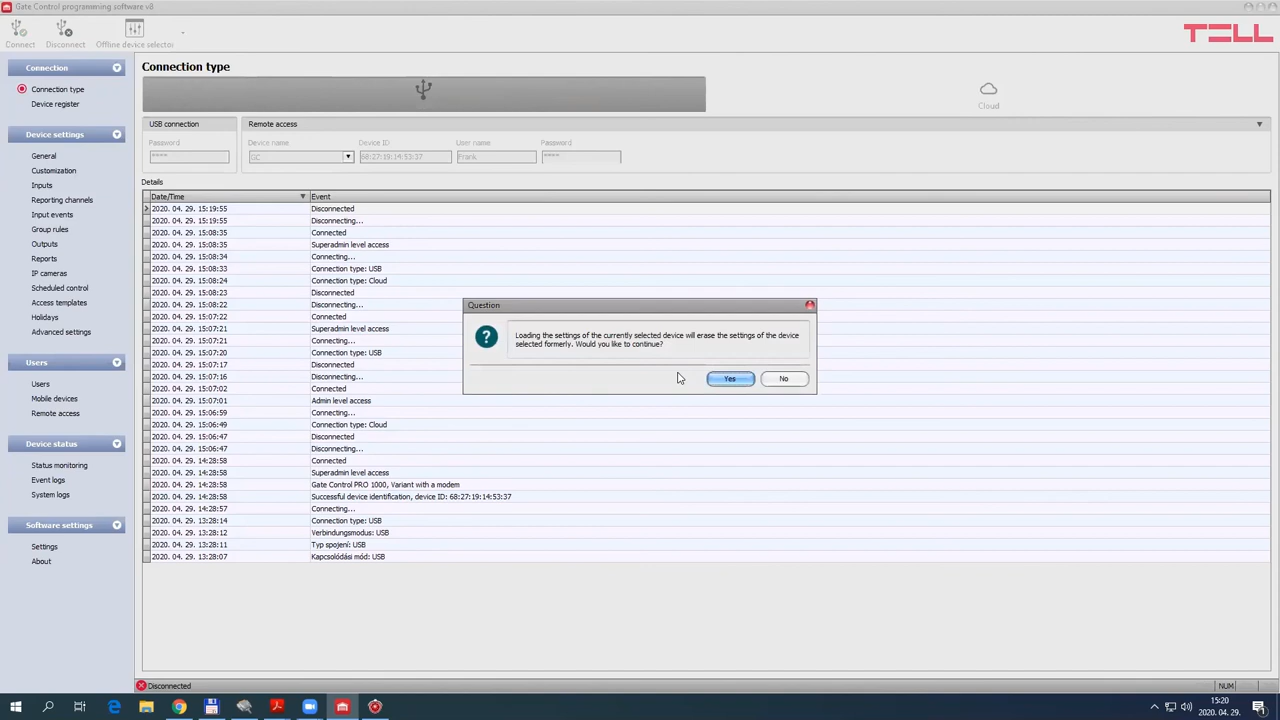 Gate Control programming software v8
Connect
Disconnect
Offline device selector
TELL
Connection
Connection type
Device register
Device settings
General
Customization
Inputs
Reporting channels
Input events
Group rules
Outputs
Reports
IP cameras
Scheduled control
Access templates
Holidays
Advanced settings
Users
Users
Mobile devices
Remote access
Device status
Status monitoring
Event logs
System logs
Software settings
Settings
About
Connection type
Cloud
USB connection
Remote access
Password
Device name
Device ID
User name
Password
****
GC
68:27:19:14:53:37
Frank
****
Details
Date/Time Event
2020. 04. 29. 15:19:55 Disconnected
2020. 04. 29. 15:19:55 Disconnecting...
2020. 04. 29. 15:08:35 Connected
2020. 04. 29. 15:08:35 Superadmin level access
2020. 04. 29. 15:08:34 Connecting...
2020. 04. 29. 15:08:33 Connection type: USB
2020. 04. 29. 15:08:24 Connection type: Cloud
2020. 04. 29. 15:08:23 Disconnected
2020. 04. 29. 15:08:22 Disconnecting...
2020. 04. 29. 15:07:22 Connected
2020. 04. 29. 15:07:21 Superadmin level access
2020. 04. 29. 15:07:21 Connecting...
2020. 04. 29. 15:07:20 Connection type: USB
2020. 04. 29. 15:07:17 Disconnected
2020. 04. 29. 15:07:16 Disconnecting...
2020. 04. 29. 15:07:02 Connected
2020. 04. 29. 15:07:01 Admin level access
2020. 04. 29. 15:06:59 Connecting...
2020. 04. 29. 15:06:49 Connection type: Cloud
2020. 04. 29. 15:06:47 Disconnected
2020. 04. 29. 15:06:47 Disconnecting...
2020. 04. 29. 14:28:58 Connected
2020. 04. 29. 14:28:58 Superadmin level access
2020. 04. 29. 14:28:58 Gate Control PRO 1000, Variant with a modem
2020. 04. 29. 14:28:58 Successful device identification, device ID: 68:27:19:14:53:37
2020. 04. 29. 14:28:57 Connecting...
2020. 04. 29. 13:28:14 Connection type: USB
2020. 04. 29. 13:28:12 Verbindungsmodus: USB
2020. 04. 29. 13:28:11 Typ spojení: USB
2020. 04. 29. 13:28:07 Kapcsolódási mód: USB
Question
Loading the settings of the currently selected device will erase the settings of the device
selected formerly. Would you like to continue?
Yes
No
Disconnected
NUM
15:20
2020. 04. 29.